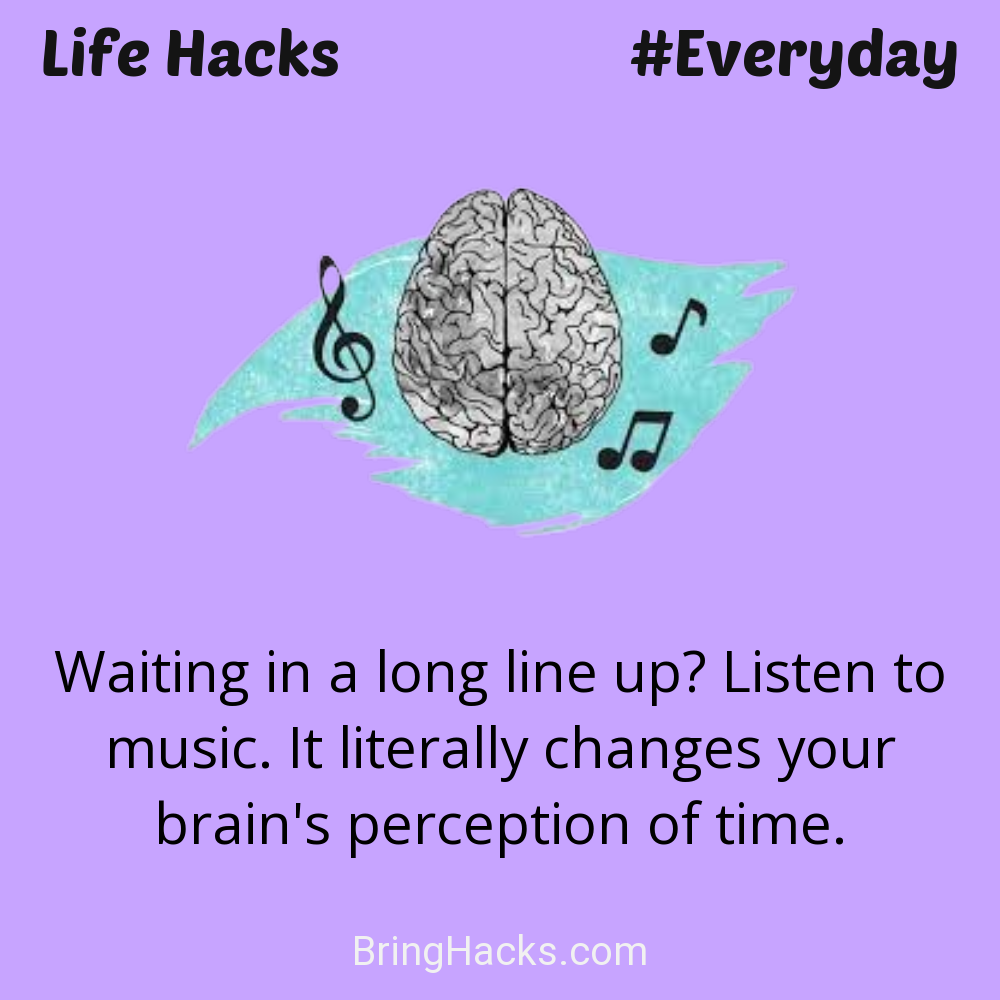 Life Hacks
#Everyday
Waiting in a long line up? Listen to
music. It literally changes your
brain's perception of time.
BringHacks.com